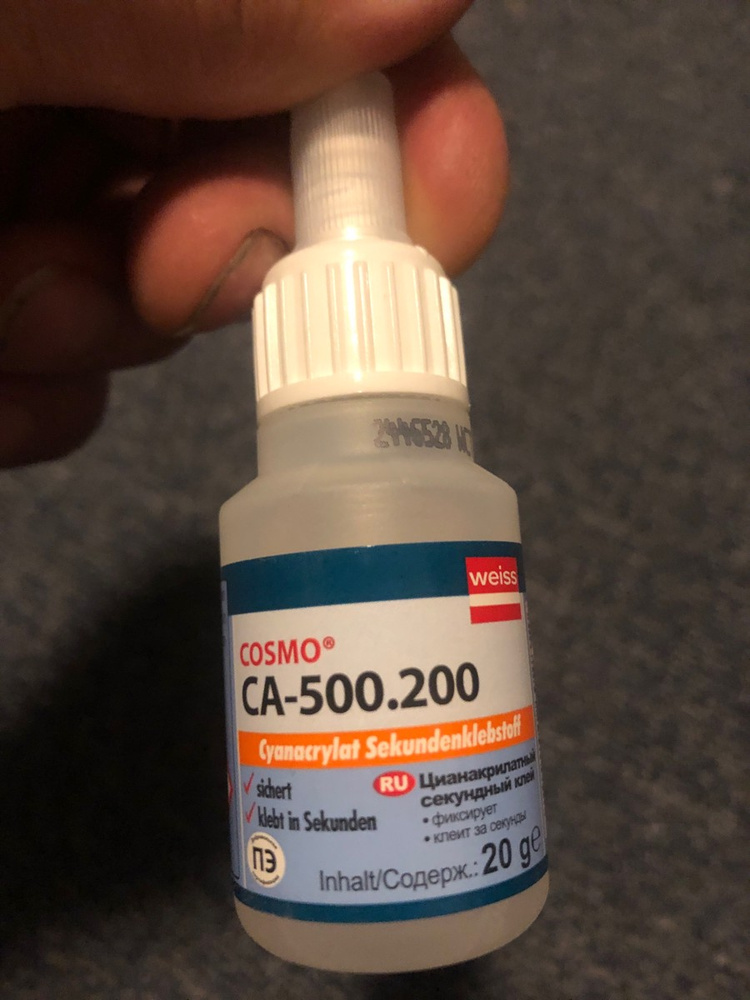 2446528
weiss
COSMO®
CA-500.200
Cyanacrylat Sekundenklebstoff
✓ sichert
✓ klebt in Sekunden
RU Цианакрилатный
секундный клей
• фиксирует
• клеит за секунды
ПЭ
Inhalt/Содерж.: 20 g e